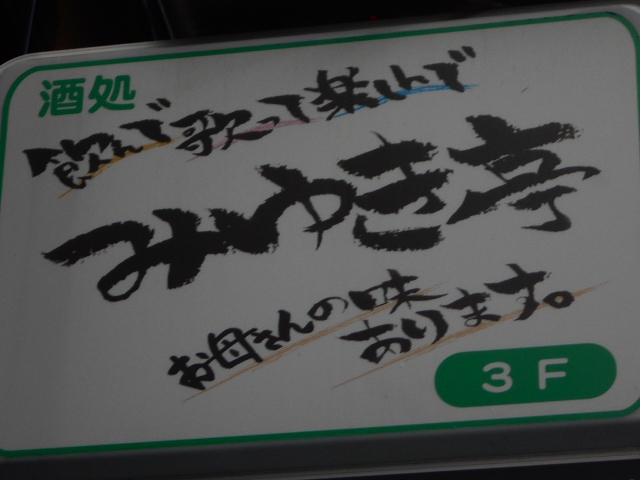 酒処
飲んで歌って楽しんで
みゆき亭
お母さんの味
あります。
3F